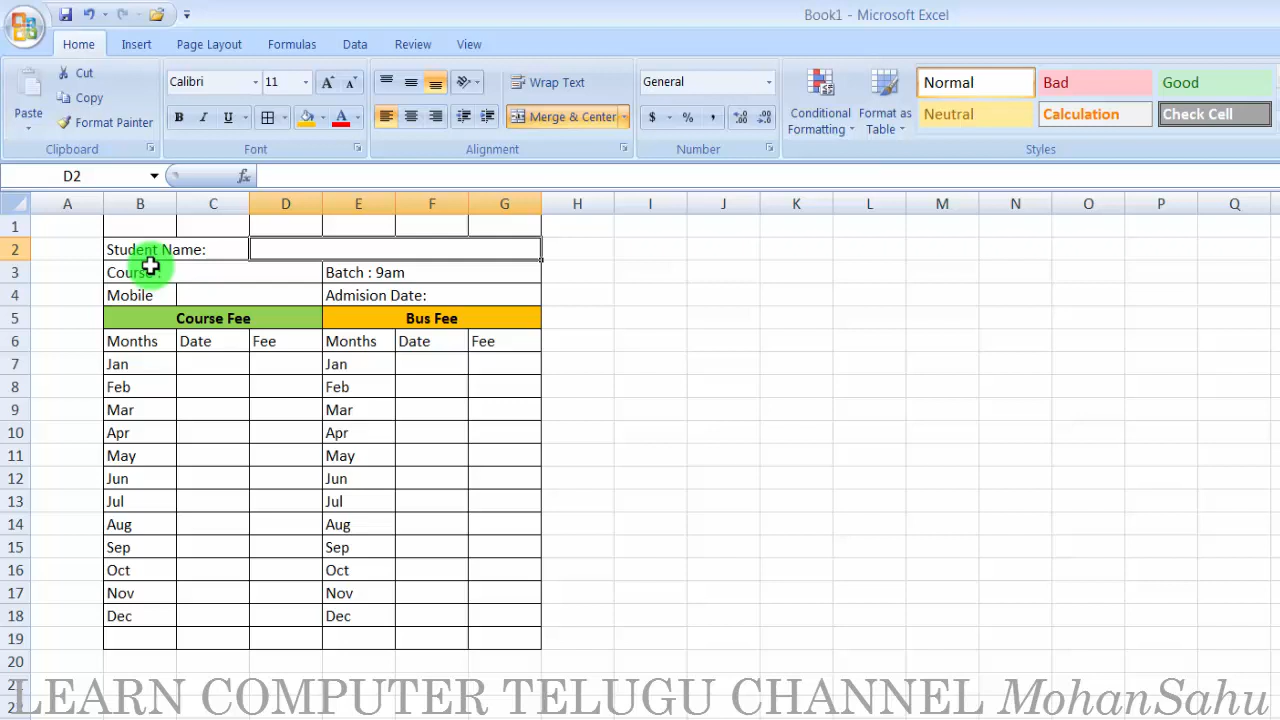 Book1 - Microsoft Excel
Home Insert Page Layout Formulas Data Review View
Paste Cut Copy Format Painter Clipboard
Calibri 11 A A B I U A Font
Wrap Text Merge & Center Alignment
General $ % , Number
Conditional Formatting Format as Table
Normal Bad Good
Neutral Calculation Check Cell
Styles
D2 fx
A B C D E F G H I J K L M N O P Q
1
2 Student Name:
3 Course : Batch : 9am
4 Mobile Admision Date:
5 Course Fee Bus Fee
6 Months Date Fee Months Date Fee
7 Jan Jan
8 Feb Feb
9 Mar Mar
10 Apr Apr
11 May May
12 Jun Jun
13 Jul Jul
14 Aug Aug
15 Sep Sep
16 Oct Oct
17 Nov Nov
18 Dec Dec
19
20
LEARN COMPUTER TELUGU CHANNEL MohanSahu